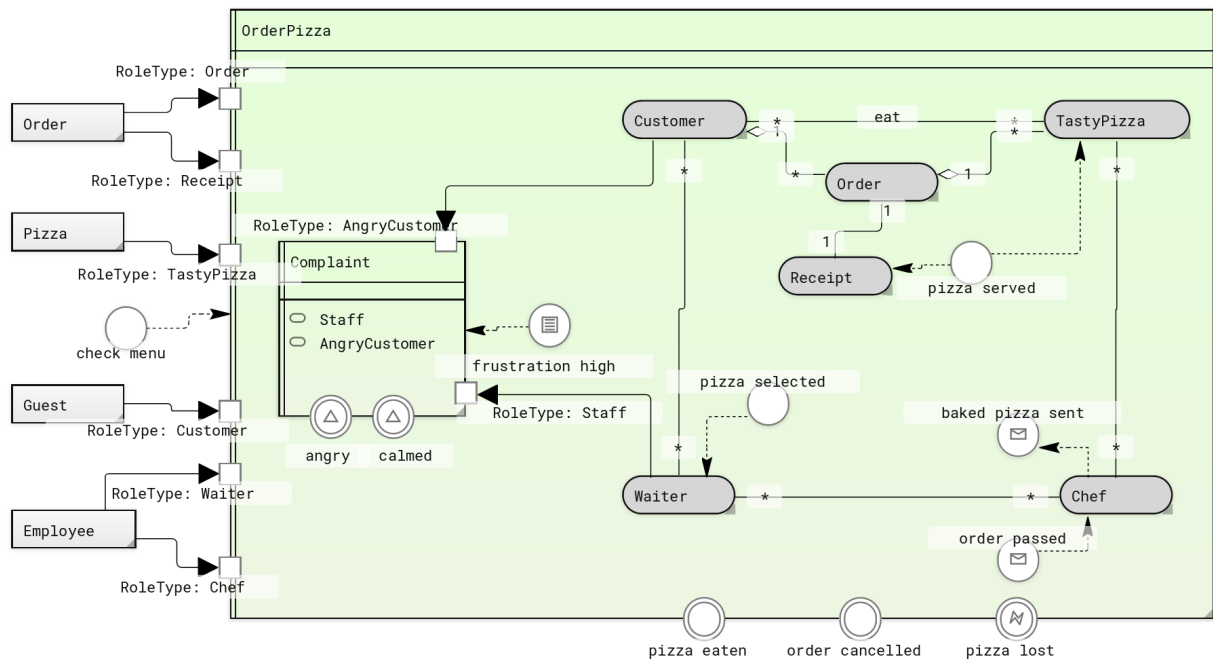 OrderPizza
RoleType: Order
Order
RoleType: Receipt
Customer
*
eat
*
TastyPizza
1
*
*
*
Order
1
*
1
Pizza
RoleType: TastyPizza
RoleType: AngryCustomer
Complaint
Staff
AngryCustomer
1
Receipt
pizza served
check menu
frustration high
pizza selected
Guest
RoleType: Customer
RoleType: Staff
baked pizza sent
angry
calmed
*
*
RoleType: Waiter
Waiter
*
*
Chef
Employee
order passed
RoleType: Chef
pizza eaten
order cancelled
pizza lost